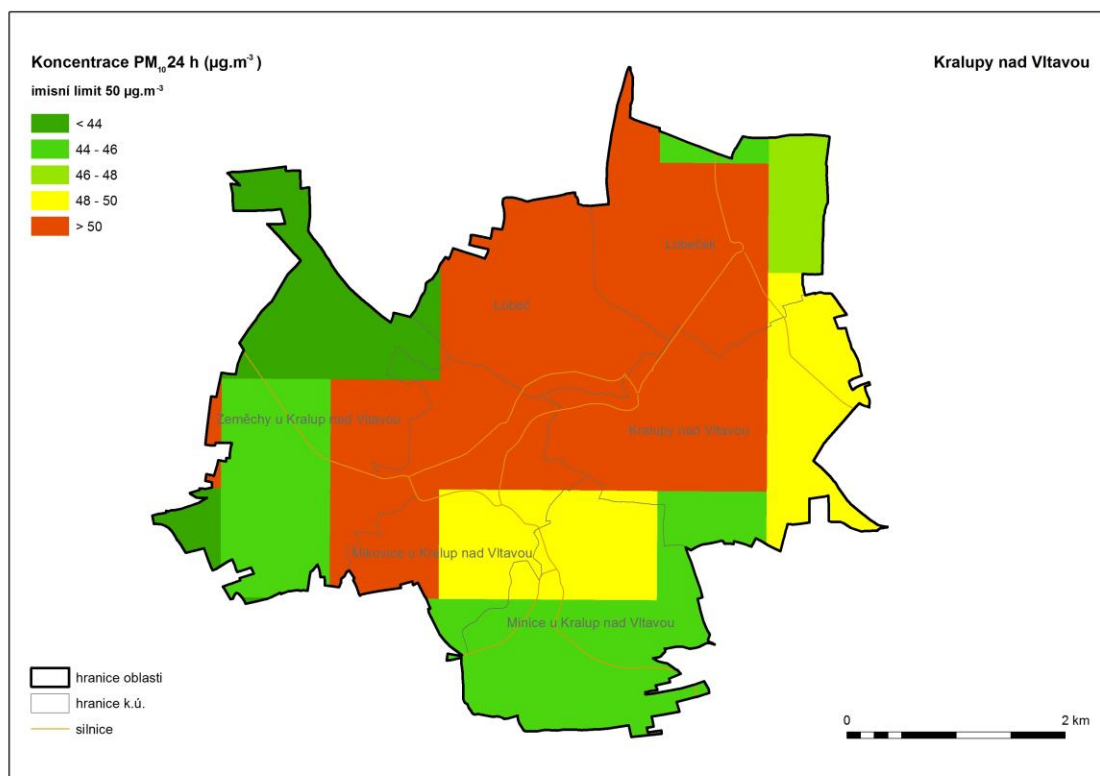 Koncentrace PM₁₀24 h (µg.m⁻³ )
Kralupy nad Vltavou
imisní limit 50 µg.m⁻³
< 44
44 - 46
46 - 48
48 - 50
> 50
Lobeček
Lobeč
Zeměchy u Kralup nad Vltavou
Kralupy nad Vltavou
Mikovice u Kralup nad Vltavou
Minice u Kralup nad Vltavou
hranice oblasti
hranice k.ú.
silnice
0
2 km